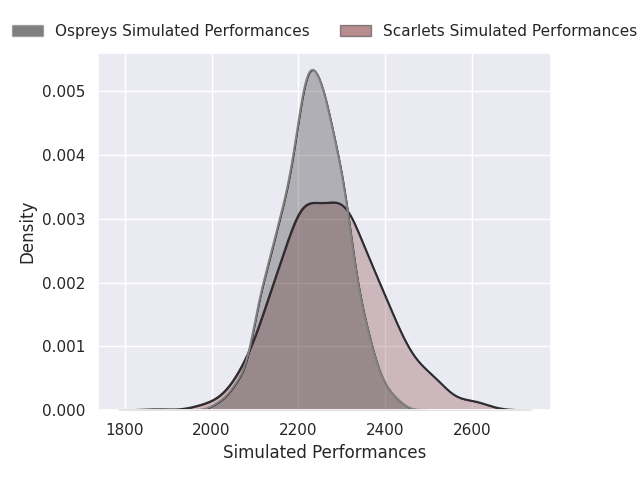 Ospreys Simulated Performances Scarlets Simulated Performances
0.005
0.004
0.003
0.002
0.001
0.000
Density
1800 2000 2200 2400 2600
Simulated Performances